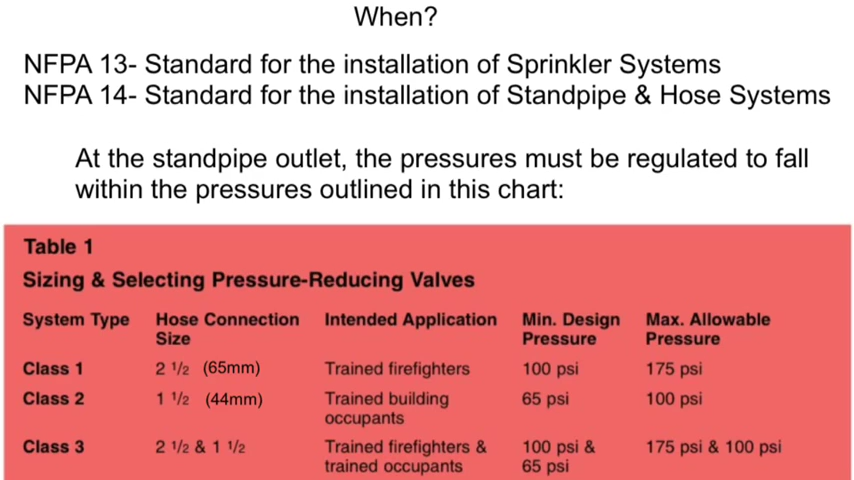 When?
NFPA 13- Standard for the installation of Sprinkler Systems
NFPA 14- Standard for the installation of Standpipe & Hose Systems
At the standpipe outlet, the pressures must be regulated to fall
within the pressures outlined in this chart:
Table 1
Sizing & Selecting Pressure-Reducing Valves
System Type Hose Connection Size Intended Application Min. Design Pressure Max. Allowable Pressure
Class 1 2 1/2 (65mm) Trained firefighters 100 psi 175 psi
Class 2 1 1/2 (44mm) Trained building occupants 65 psi 100 psi
Class 3 2 1/2 & 1 1/2 Trained firefighters & trained occupants 100 psi & 65 psi 175 psi & 100 psi